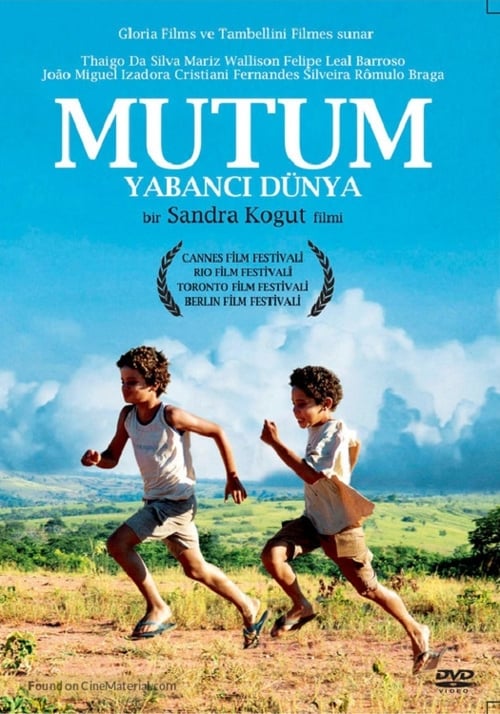 Gloria Films ve Tambellini Filmes sunar
Thaigo Da Silva Mariz Wallison Felipe Leal Barroso
João Miguel Izadora Cristiani Fernandes Silveira Rômulo Braga
MUTUM
YABANCI DÜNYA
bir Sandra Kogut filmi
CANNES FİLM FESTİVALİ
RIO FİLM FESTİVALİ
TORONTO FİLM FESTİVALİ
BERLIN FİLM FESTİVALİ
DVD
VIDEO
Found on CineMaterial.com